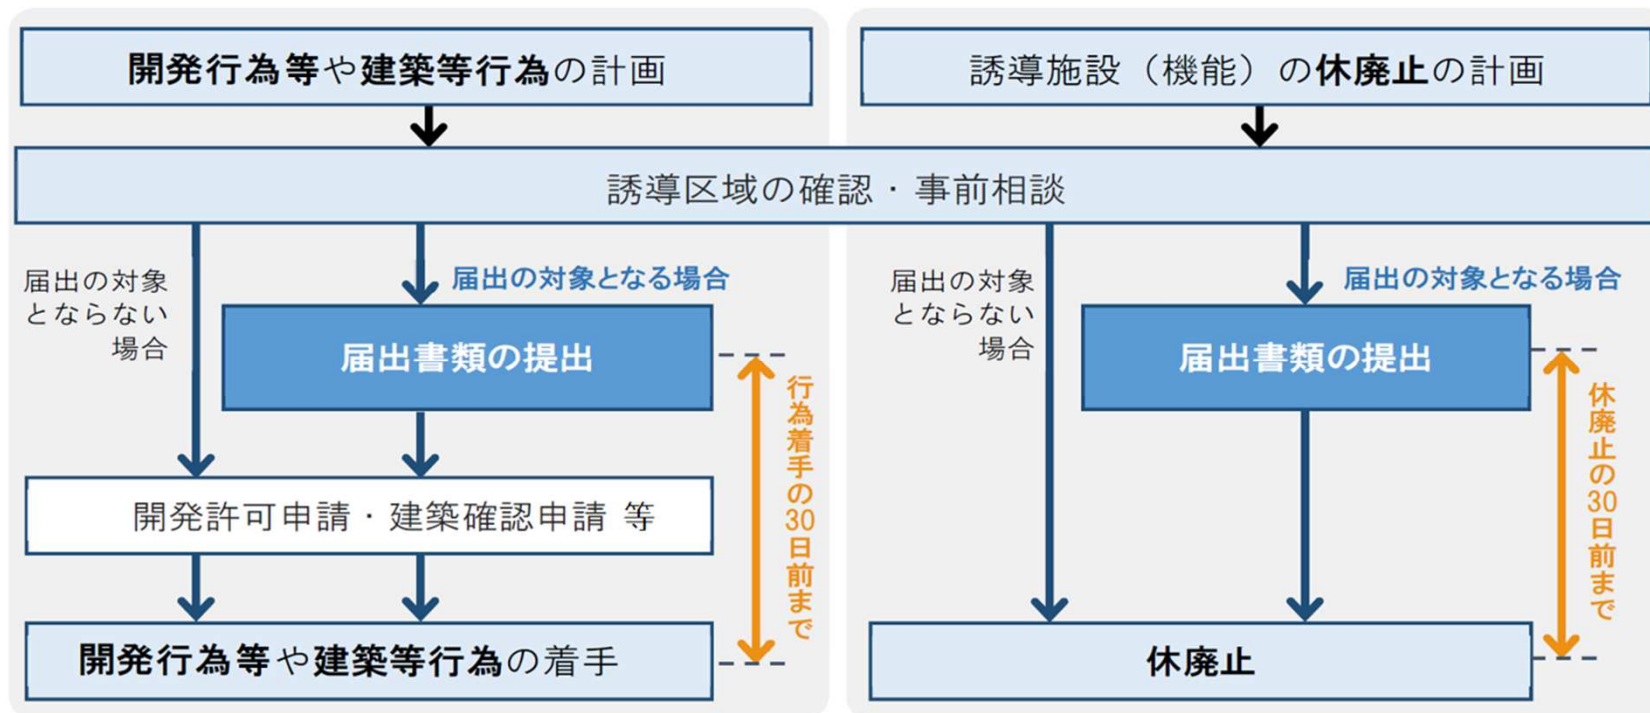 開発行為等や建築等行為の計画
誘導施設（機能）の休廃止の計画
誘導区域の確認・事前相談
届出の対象
とならない
場合
届出の対象となる場合
届出書類の提出
行為着手の30日前まで
開発許可申請・建築確認申請 等
開発行為等や建築等行為の着手
届出の対象
とならない
場合
届出の対象となる場合
届出書類の提出
休廃止の30日前まで
休廃止